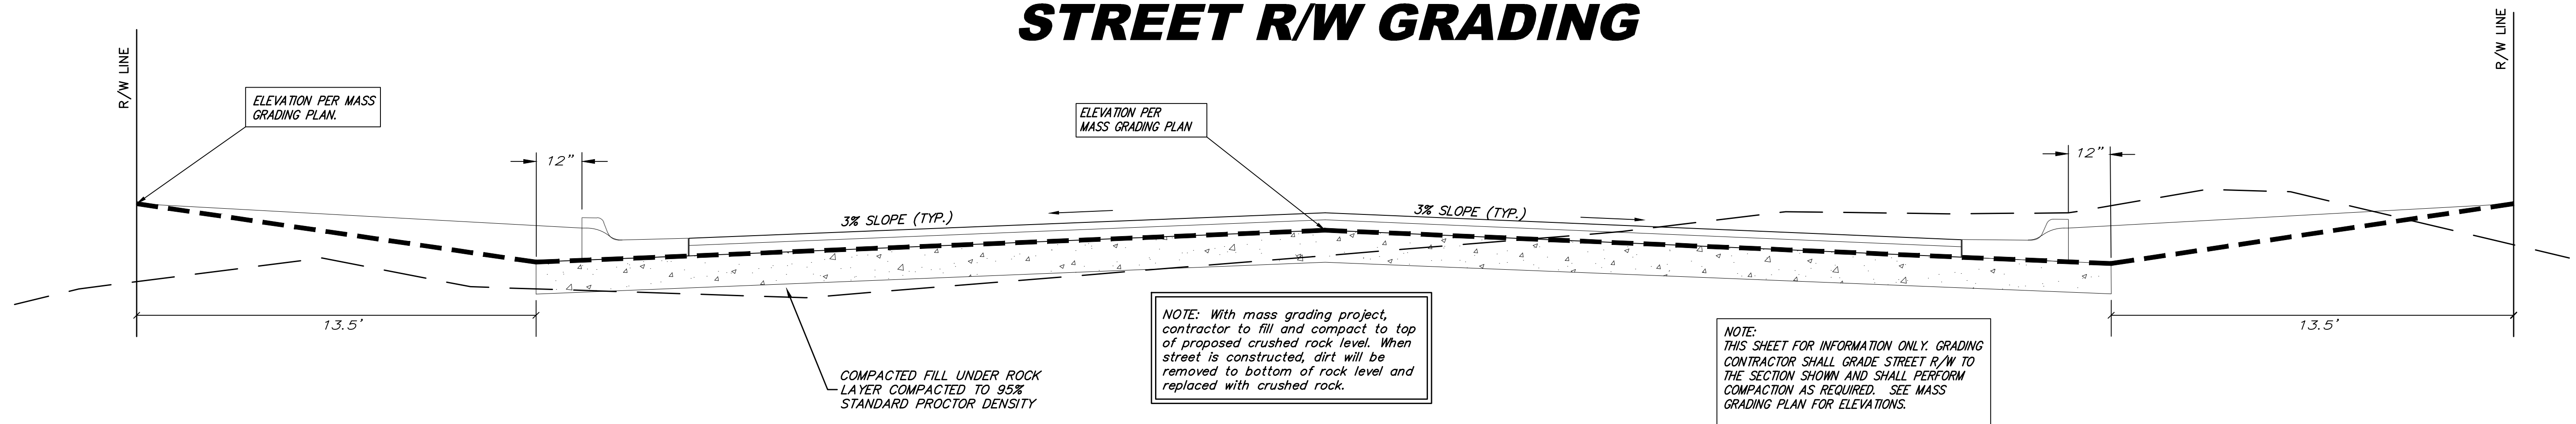 STREET R/W GRADING
R/W LINE
R/W LINE
ELEVATION PER MASS
GRADING PLAN.
ELEVATION PER
MASS GRADING PLAN
12"
12"
3% SLOPE (TYP.)
3% SLOPE (TYP.)
13.5'
13.5'
COMPACTED FILL UNDER ROCK
LAYER COMPACTED TO 95%
STANDARD PROCTOR DENSITY
NOTE: With mass grading project,
contractor to fill and compact to top
of proposed crushed rock level. When
street is constructed, dirt will be
removed to bottom of rock level and
replaced with crushed rock.
NOTE:
THIS SHEET FOR INFORMATION ONLY. GRADING
CONTRACTOR SHALL GRADE STREET R/W TO
THE SECTION SHOWN AND SHALL PERFORM
COMPACTION AS REQUIRED. SEE MASS
GRADING PLAN FOR ELEVATIONS.